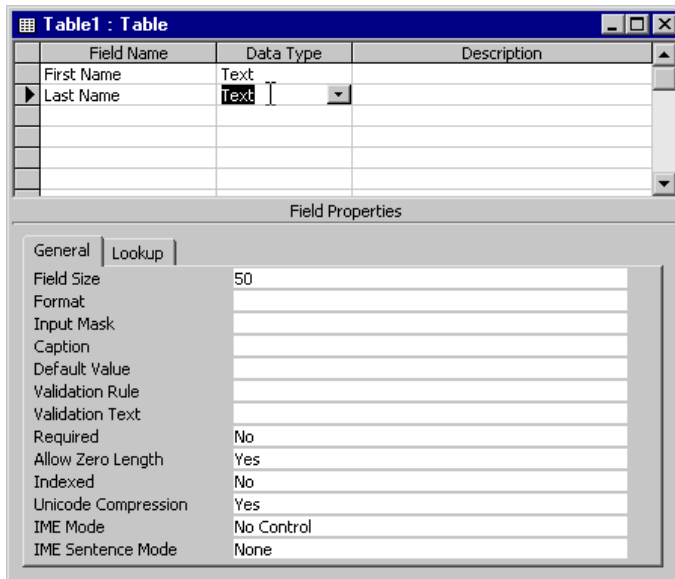 Table1 : Table
Field Name Data Type Description
First Name Text
Last Name Text
Field Properties
General Lookup
Field Size 50
Format
Input Mask
Caption
Default Value
Validation Rule
Validation Text
Required No
Allow Zero Length Yes
Indexed No
Unicode Compression Yes
IME Mode No Control
IME Sentence Mode None